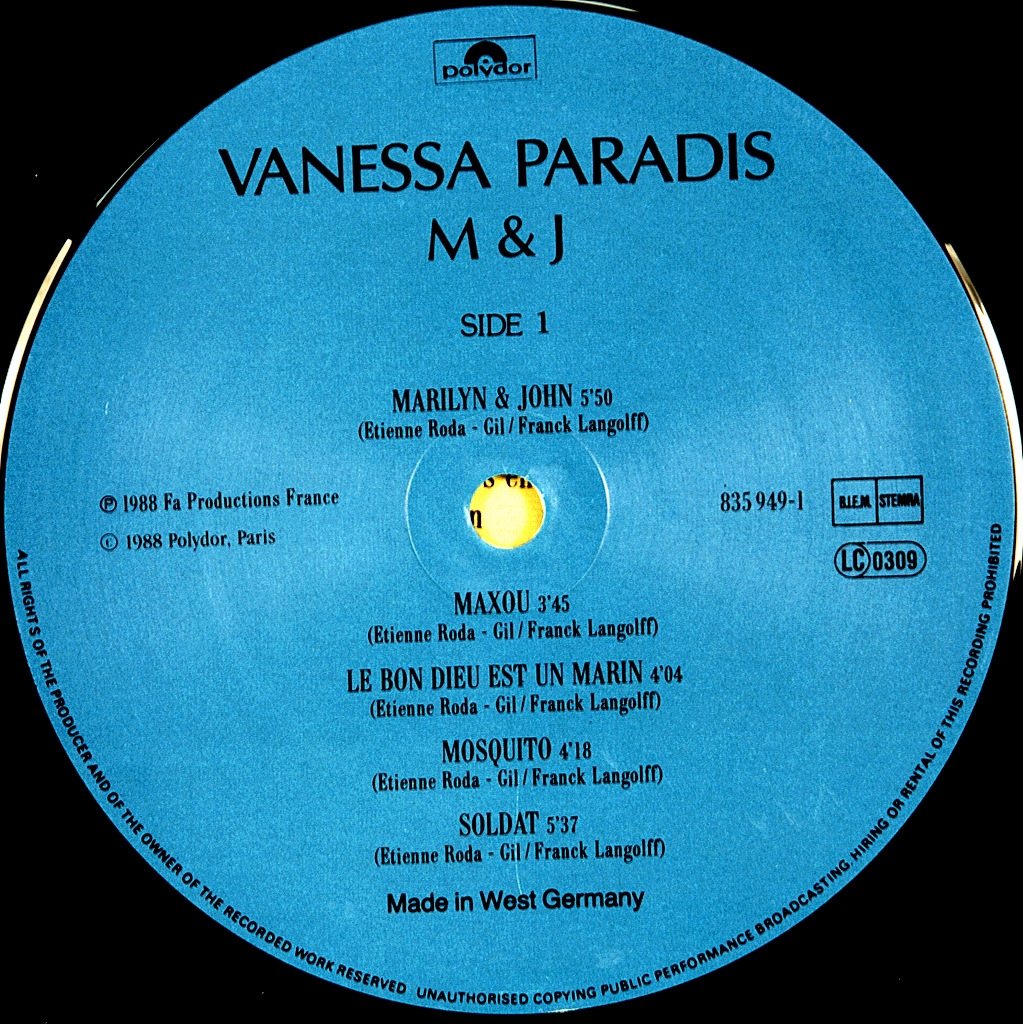 polydor
VANESSA PARADIS
M & J
SIDE 1
MARILYN & JOHN 5'50
(Etienne Roda - Gil / Franck Langolff)
℗ 1988 Fa Productions France
© 1988 Polydor, Paris
835 949-1
B.I.E.M. STEMRA
LC 0309
MAXOU 3'45
(Etienne Roda - Gil / Franck Langolff)
LE BON DIEU EST UN MARIN 4'04
(Etienne Roda - Gil / Franck Langolff)
MOSQUITO 4'18
(Etienne Roda - Gil / Franck Langolff)
SOLDAT 5'37
(Etienne Roda - Gil / Franck Langolff)
Made in West Germany
ALL RIGHTS OF THE PRODUCER AND OF THE OWNER OF THE RECORDED WORK RESERVED UNAUTHORISED COPYING PUBLIC PERFORMANCE BROADCASTING, HIRING OR RENTAL OF THIS RECORDING PROHIBITED